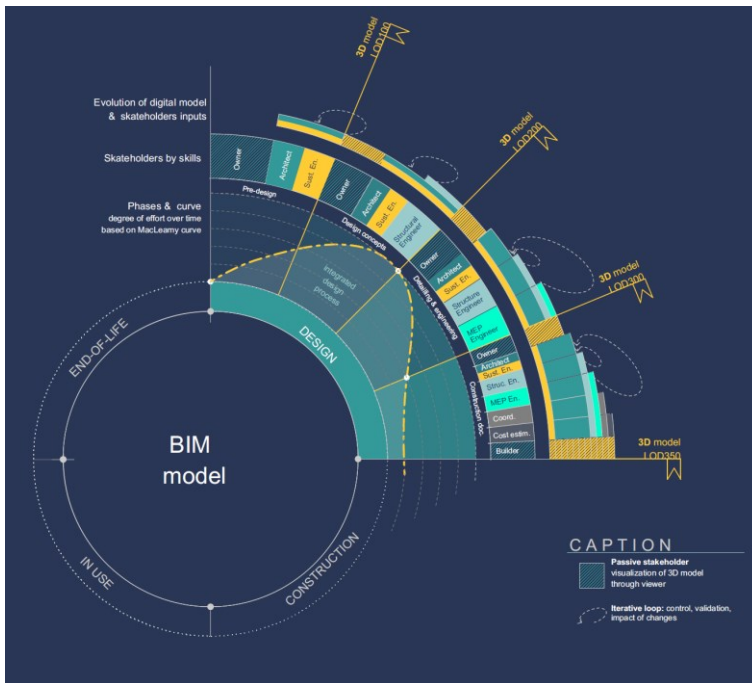 3D model
LOD100
Evolution of digital model
& skateholders inputs
Skateholders by skills
Owner
Architect
Sust. En.
Owner
Architect
Sust. En.
Structural
Engineer
Owner
Architect
Sust. En.
Structure
Engineer
MEP
Engineer
Owner
Architect
Sust. En.
Struc. En.
MEP En.
Coord.
Cost estim.
Builder
3D model
LOD200
3D model
LOD300
3D model
LOD350
Phases & curve
degree of effort over time
based on MacLeamy curve
Pre-design
Design concepts
Detailing & engineering
Construction doc.
integrated
design
process
DESIGN
END-OF-LIFE
BIM
model
IN USE
CONSTRUCTION
CAPTION
Passive stakeholder
visualization of 3D model
through viewer
Iterative loop: control, validation,
impact of changes